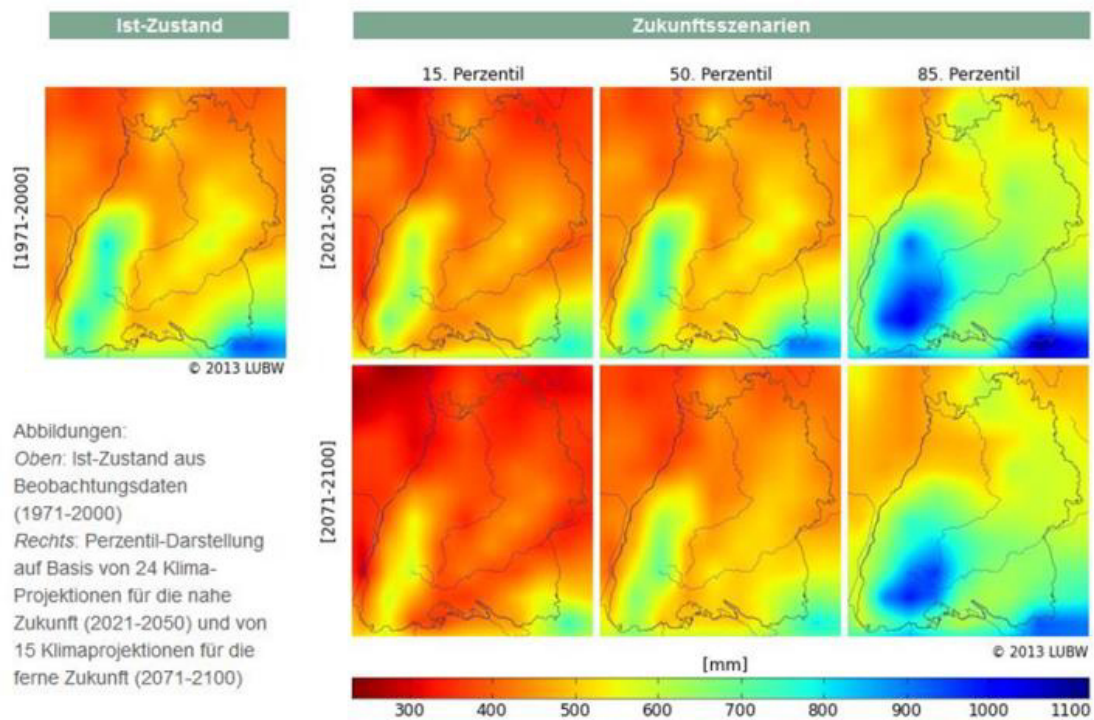 Ist-Zustand
Zukunftsszenarien
15. Perzentil
50. Perzentil
85. Perzentil
[1971-2000]
[2021-2050]
© 2013 LUBW
[2071-2100]
Abbildungen:
Oben: Ist-Zustand aus
Beobachtungsdaten
(1971-2000)
Rechts: Perzentil-Darstellung
auf Basis von 24 Klima-
Projektionen für die nahe
Zukunft (2021-2050) und von
15 Klimaprojektionen für die
ferne Zukunft (2071-2100)
© 2013 LUBW
[mm]
300 400 500 600 700 800 900 1000 1100